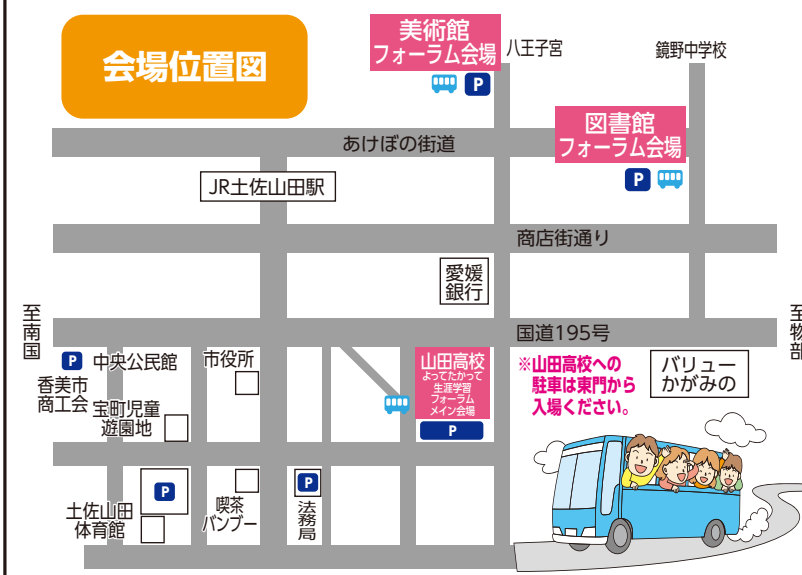 会場位置図
美術館
フォーラム会場
P
八王子宮
鏡野中学校
図書館
フォーラム会場
P
あけぼの街道
JR土佐山田駅
商店街通り
愛媛
銀行
至南国
至物部
国道195号
P
中央公民館
市役所
香美市
商工会
宝町児童
遊園地
山田高校
よってたかって
生涯学習
フォーラム
メイン会場
P
※山田高校への
駐車は東門から
入場ください。
バリュー
かがみの
P
土佐山田
体育館
喫茶
バンブー
P
法務局